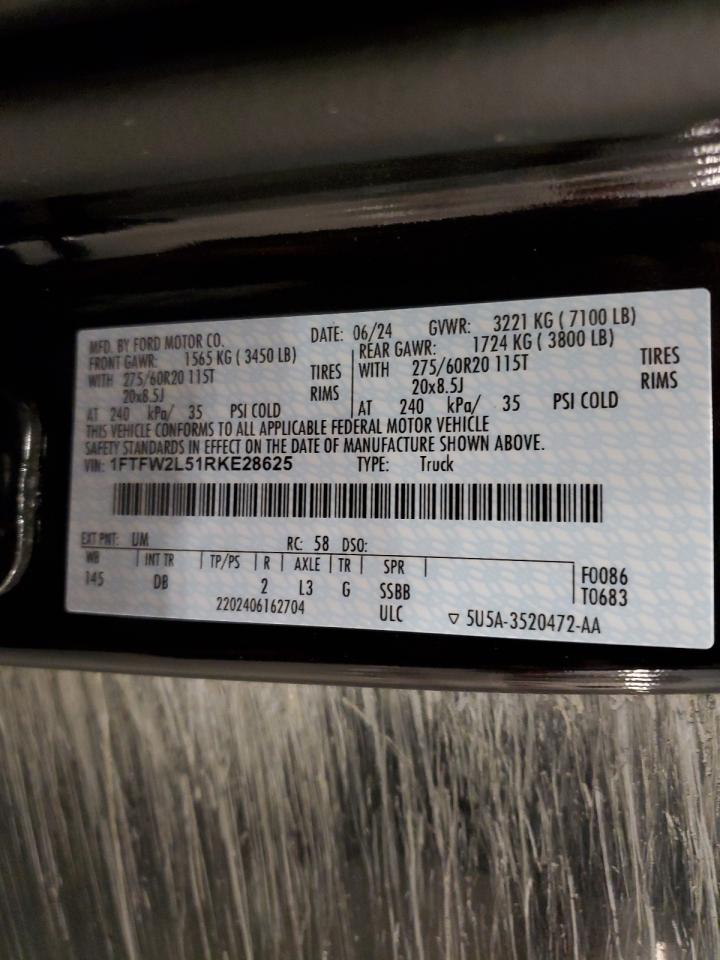 MFD. BY FORD MOTOR CO. DATE: 06/24 GVWR: 3221 KG ( 7100 LB)
FRONT GAWR: 1565 KG ( 3450 LB) REAR GAWR: 1724 KG ( 3800 LB)
WITH 275/60R20 115T TIRES WITH 275/60R20 115T TIRES
20x8.5J RIMS 20x8.5J RIMS
AT 240 kPa/ 35 PSI COLD AT 240 kPa/ 35 PSI COLD
THIS VEHICLE CONFORMS TO ALL APPLICABLE FEDERAL MOTOR VEHICLE
SAFETY STANDARDS IN EFFECT ON THE DATE OF MANUFACTURE SHOWN ABOVE.
VIN: 1FTFW2L51RKE28625 TYPE: Truck
EXT PNT: UM RC: 58 DSO:
WB INT TR TP/PS R AXLE TR SPR F0086
145 DB 2 L3 G SSBB T0683
2202406162704 ULC ▽ 5U5A-3520472-AA